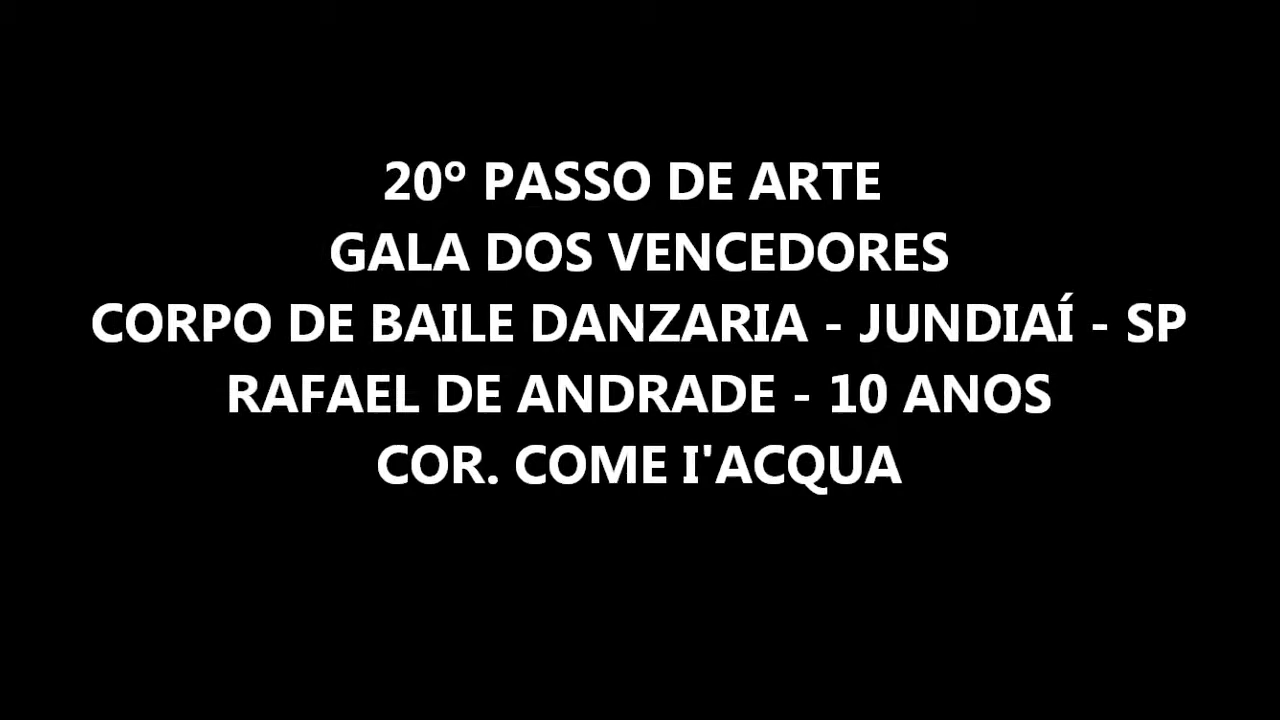 20º PASSO DE ARTE
GALA DOS VENCEDORES
CORPO DE BAILE DANZARIA - JUNDIAÍ - SP
RAFAEL DE ANDRADE - 10 ANOS
COR. COME I'ACQUA